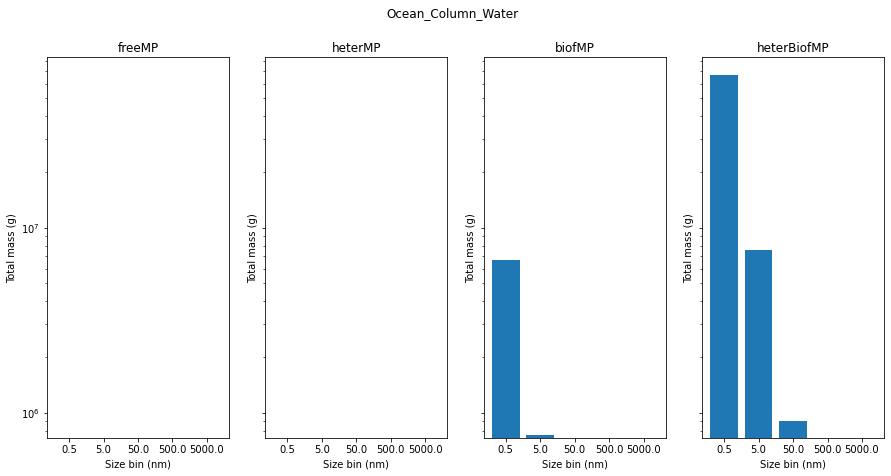 Ocean_Column_Water
freeMP
heterMP
biofMP
heterBiofMP
Total mass (g)
10^7
10^6
0.5 5.0 50.0 500.0 5000.0
Size bin (nm)
Total mass (g)
0.5 5.0 50.0 500.0 5000.0
Size bin (nm)
Total mass (g)
0.5 5.0 50.0 500.0 5000.0
Size bin (nm)
Total mass (g)
0.5 5.0 50.0 500.0 5000.0
Size bin (nm)